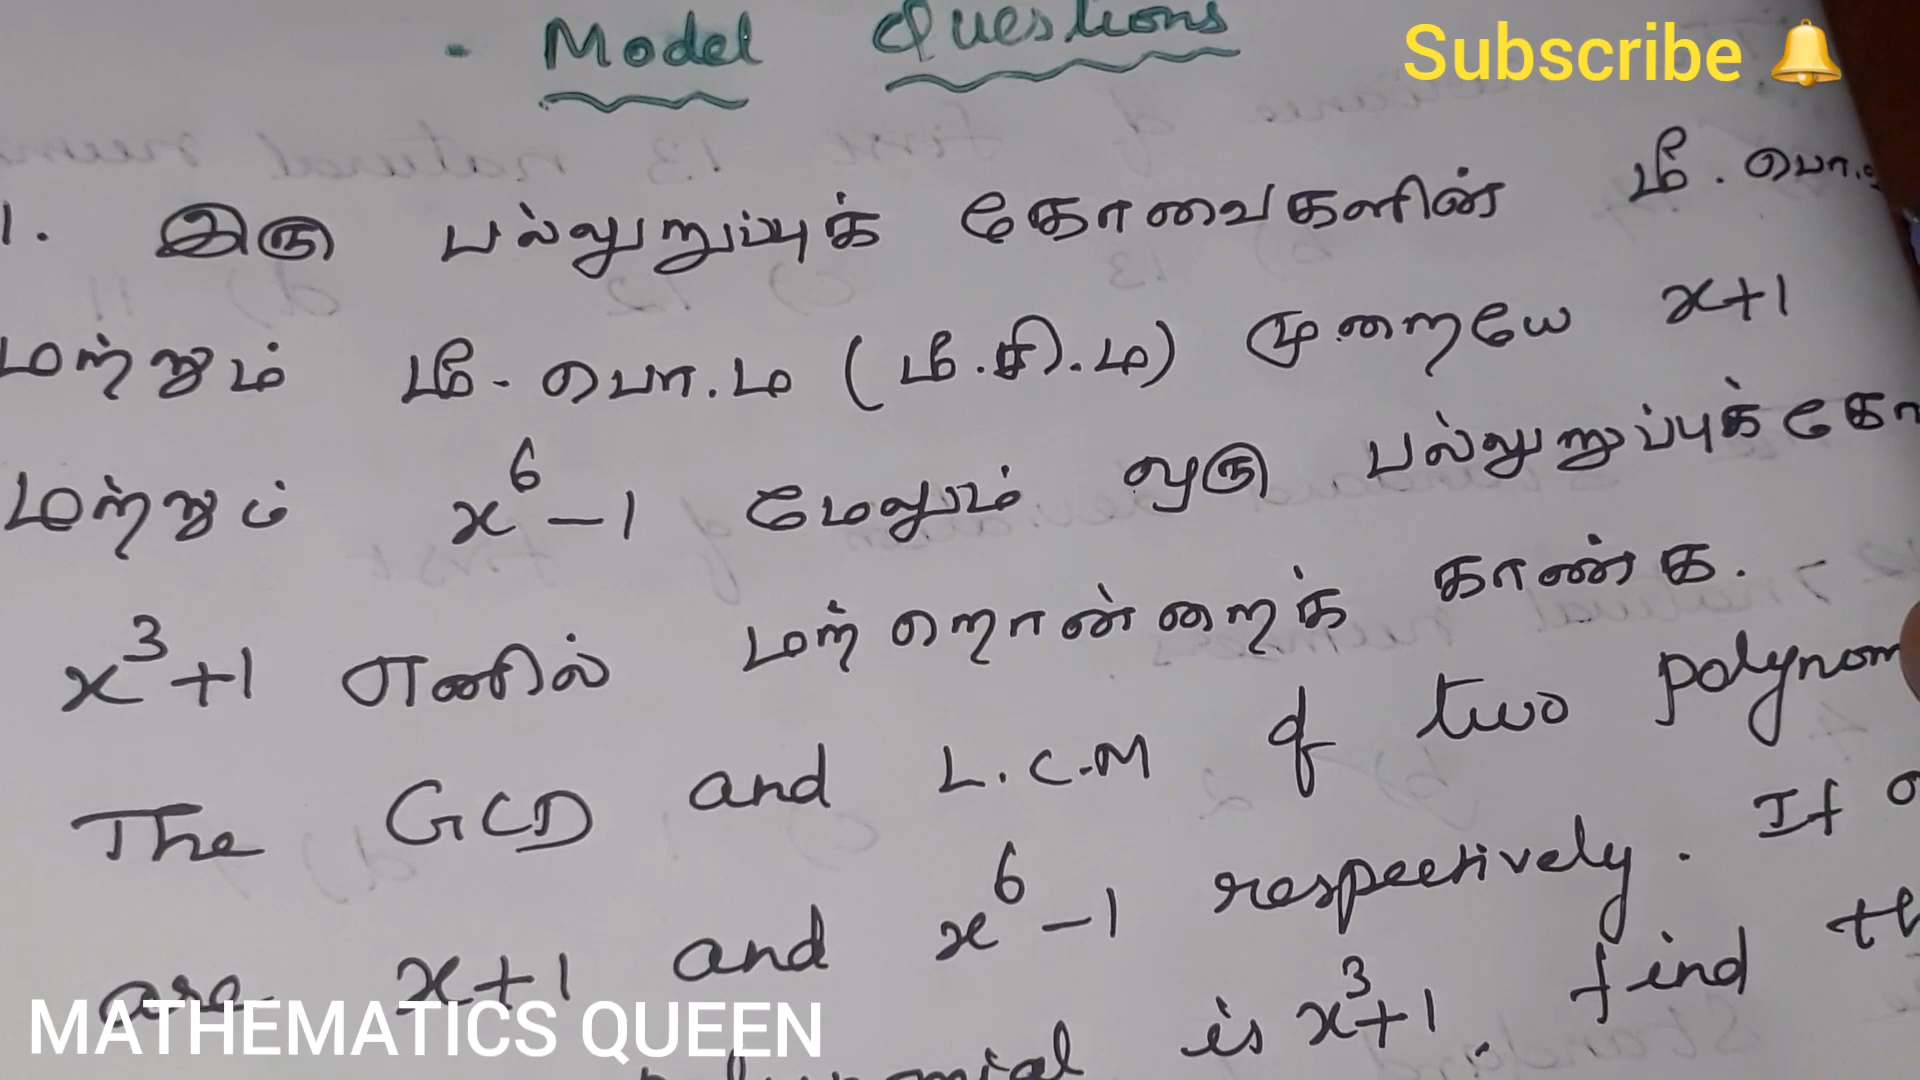 Model Questions
Subscribe 🔔
1. இரு பல்லுறுப்புக் கோவைகளின் மீ.பொ.வ
மற்றும் மீ.பொ.ம (மீ.சி.ம) முறையே x+1
மற்றும் x⁶-1 மேலும் ஒரு பல்லுறுப்புக்கோ
x³+1 எனில் மற்றொன்றைக் காண்க.
The GCD and L.C.M of two polynom
are x+1 and x⁶-1 respectively. If o
is x³+1, find th
MATHEMATICS QUEEN